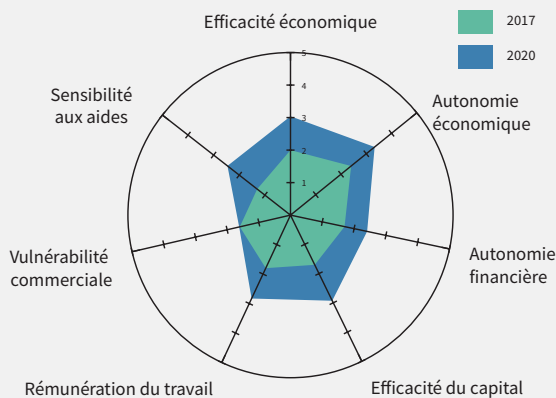 Efficacité économique
2017
2020
5
4
3
2
1
Autonomie
économique
Sensibilité
aux aides
Vulnérabilité
commerciale
Autonomie
financière
Rémunération du travail
Efficacité du capital